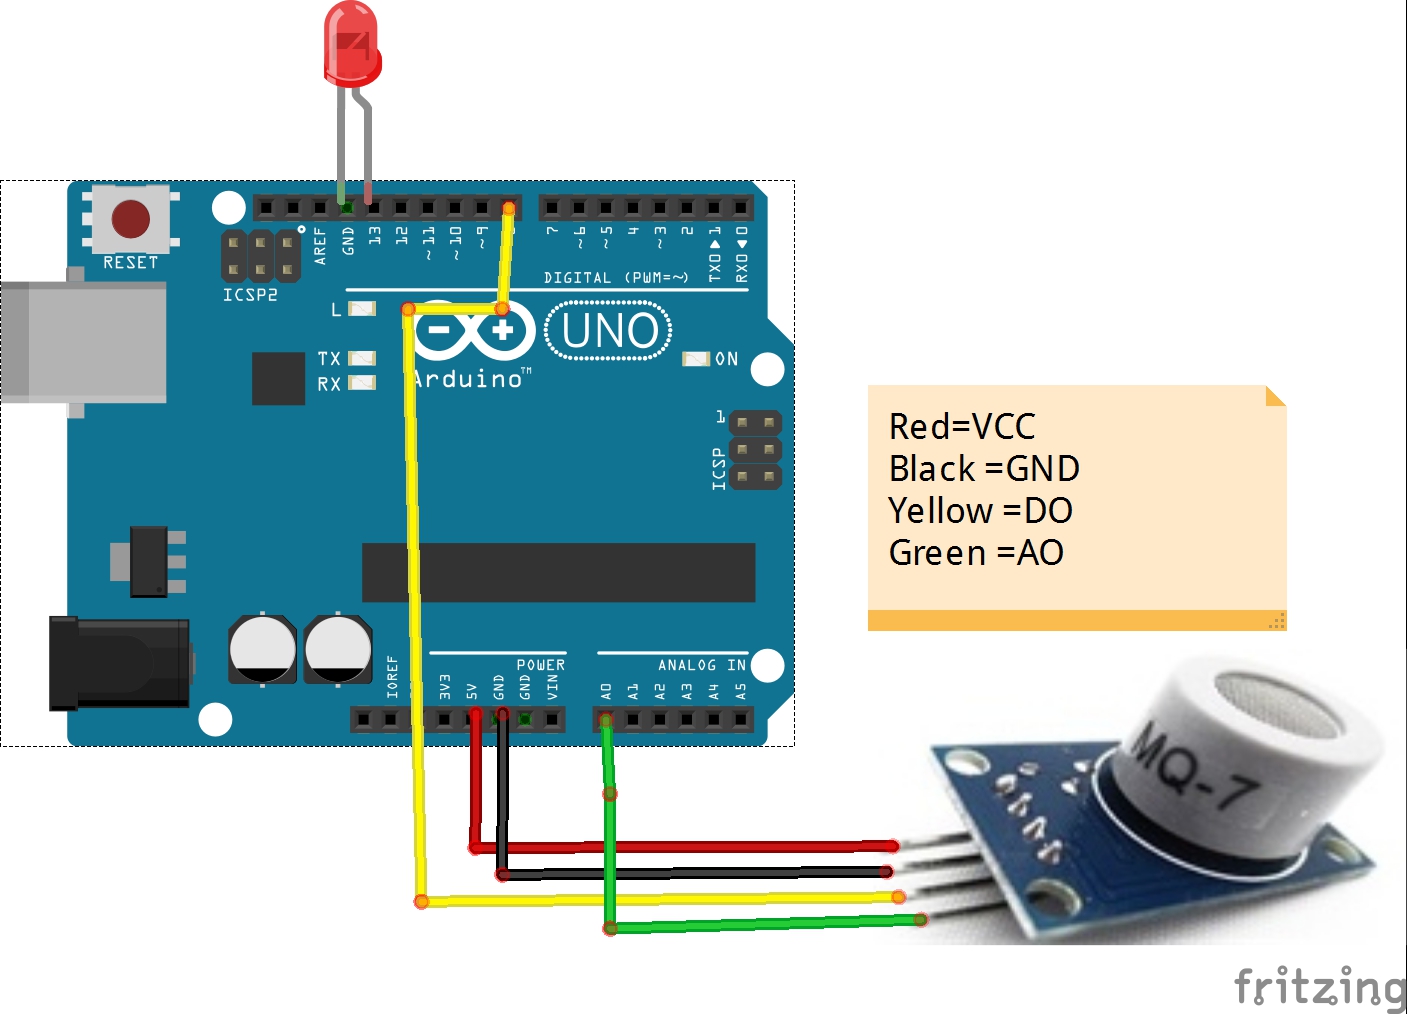 RESET
ICSP2
AREF
GND
13
12
~11
~10
~9
7
~6
~5
4
~3
2
TX0▶1
RX0◀0
DIGITAL (PWM=~)
L
TX
RX
Arduino™
UNO
ON
1
ICSP
Red=VCC
Black =GND
Yellow =DO
Green =AO
POWER
ANALOG IN
IOREF
3V3
5V
GND
GND
VIN
A0
A1
A2
A3
A4
A5
MQ-7
fritzing